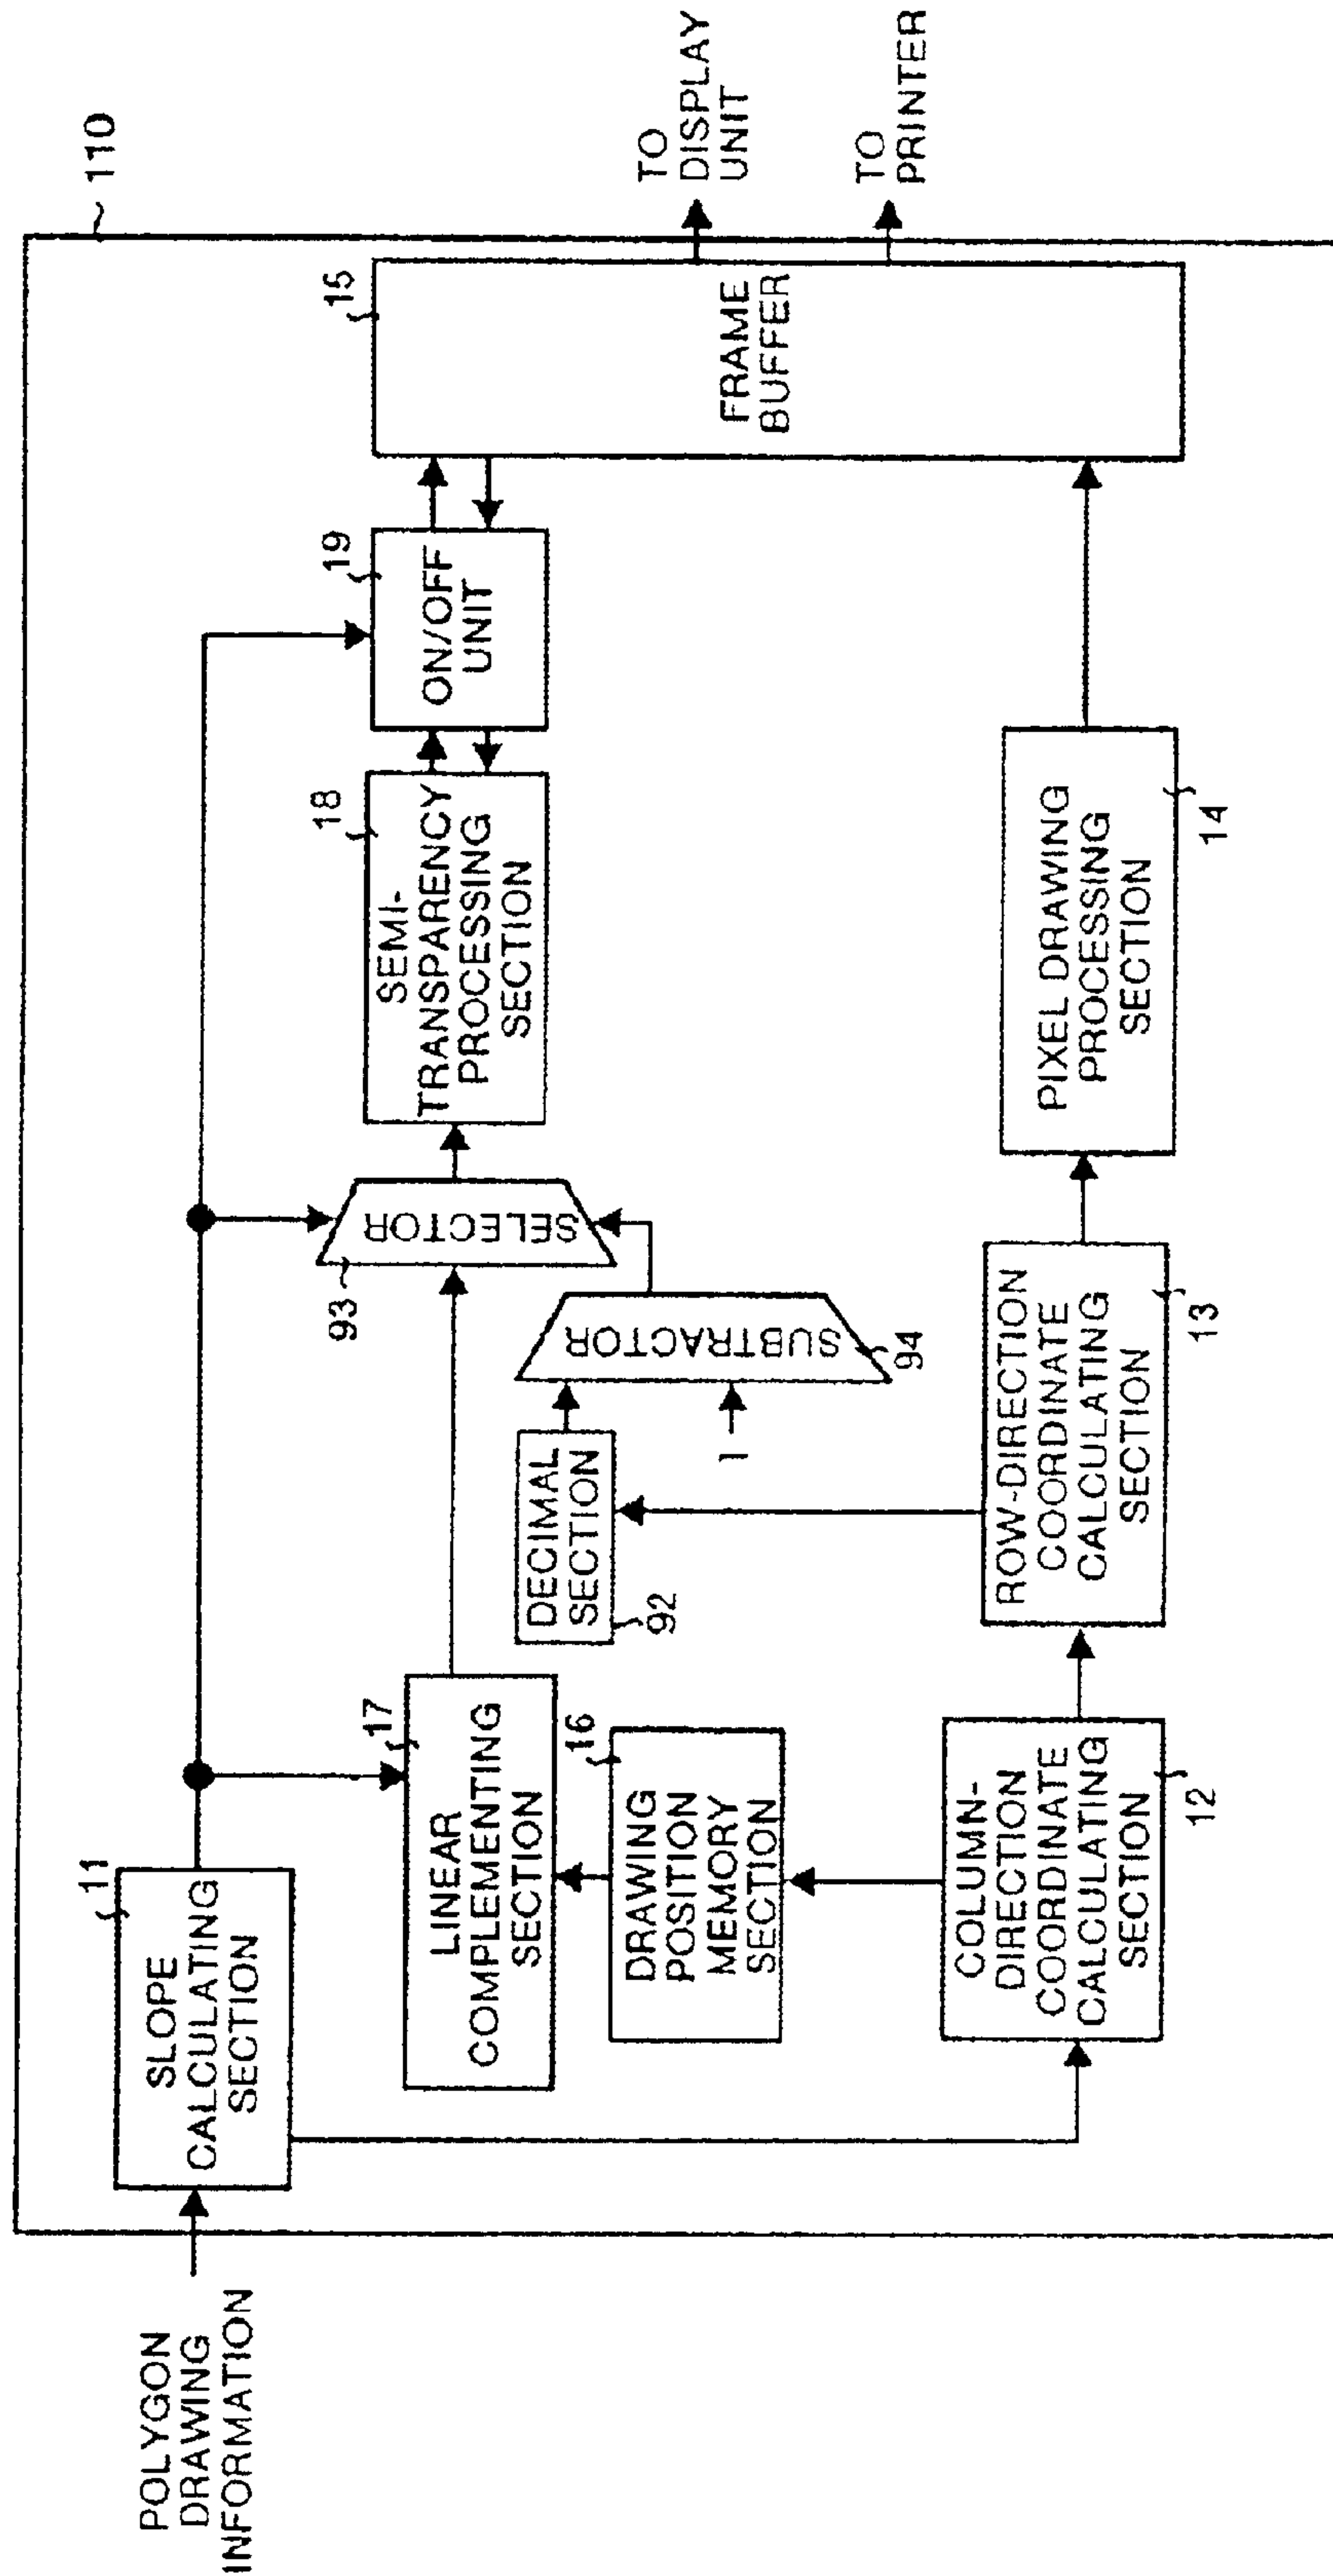 110
POLYGON
DRAWING
INFORMATION
11
SLOPE
CALCULATING
SECTION
17
LINEAR
COMPLEMENTING
SECTION
16
DRAWING
POSITION
MEMORY
SECTION
COLUMN-
DIRECTION
COORDINATE
CALCULATING
SECTION
12
DECIMAL
SECTION
92
1
SUBTRACTOR
94
93
SELECTOR
ROW-DIRECTION
COORDINATE
CALCULATING
SECTION
13
18
SEMI-
TRANSPARENCY
PROCESSING
SECTION
PIXEL DRAWING
PROCESSING
SECTION
14
19
ON/OFF
UNIT
15
FRAME
BUFFER
TO
DISPLAY
UNIT
TO
PRINTER